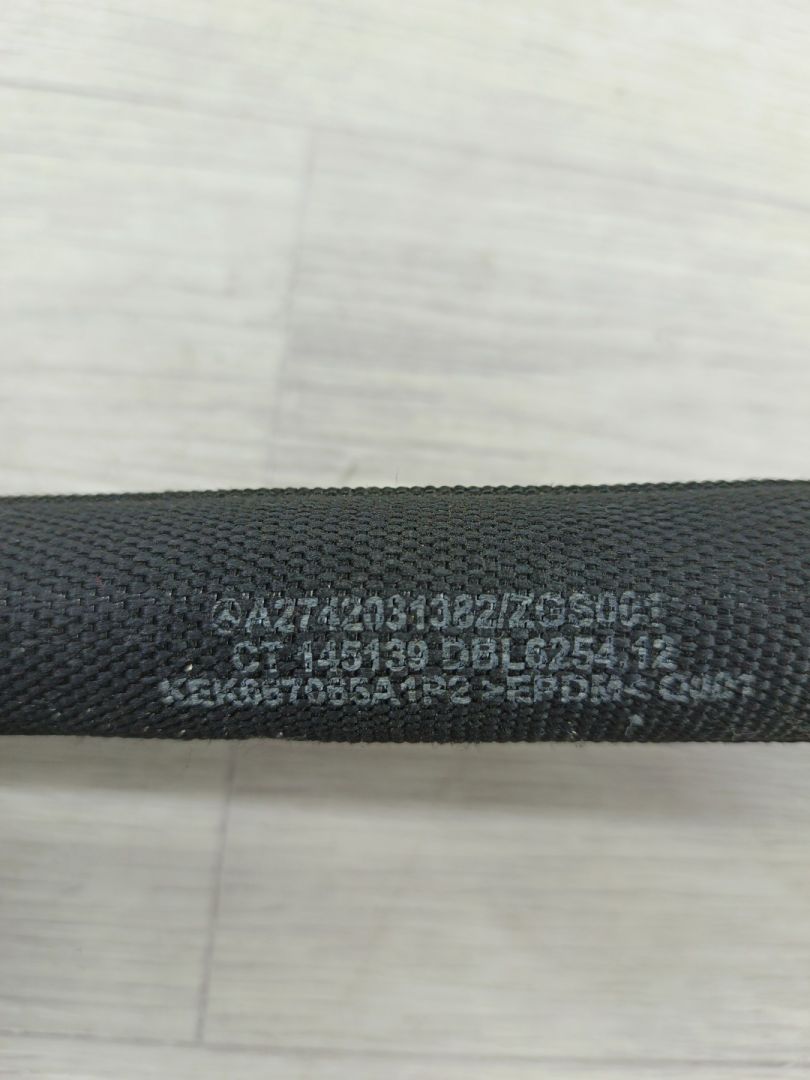 A2742031382/ZGS001
CT 145139 DBL6254.12
>EPDM<